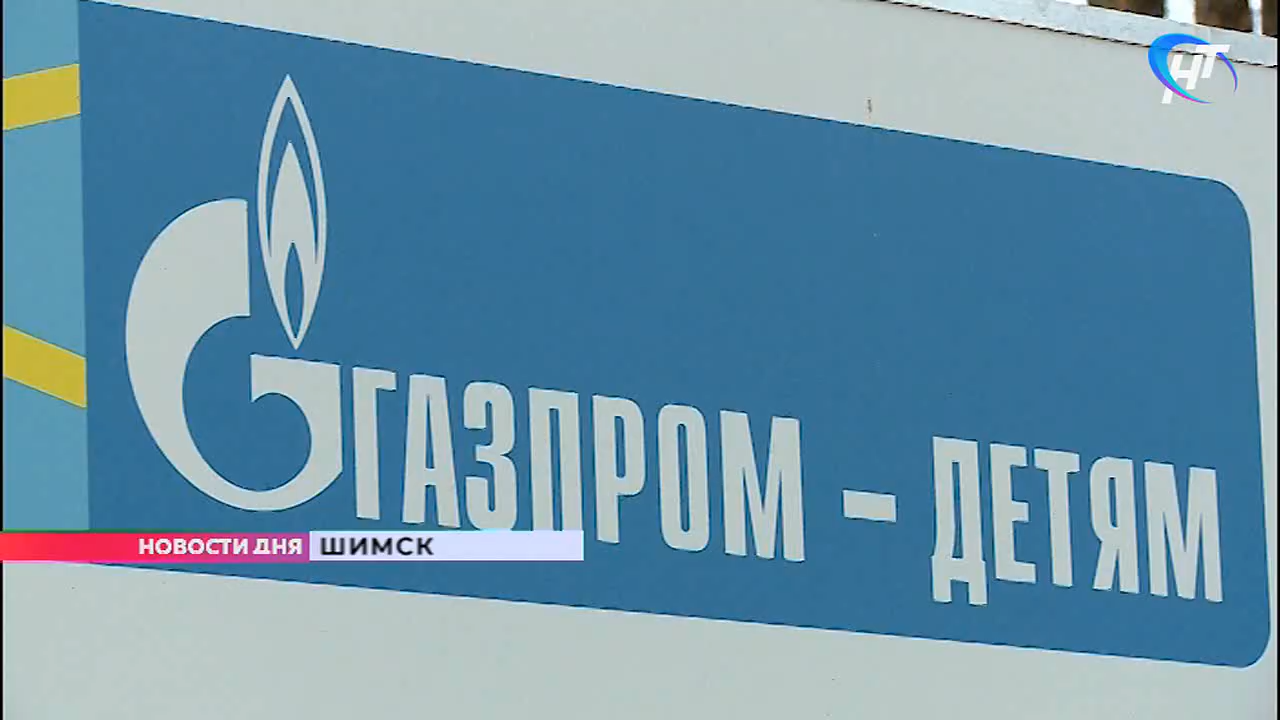 НТ
ГАЗПРОМ – ДЕТЯМ
НОВОСТИ ДНЯ ШИМСК